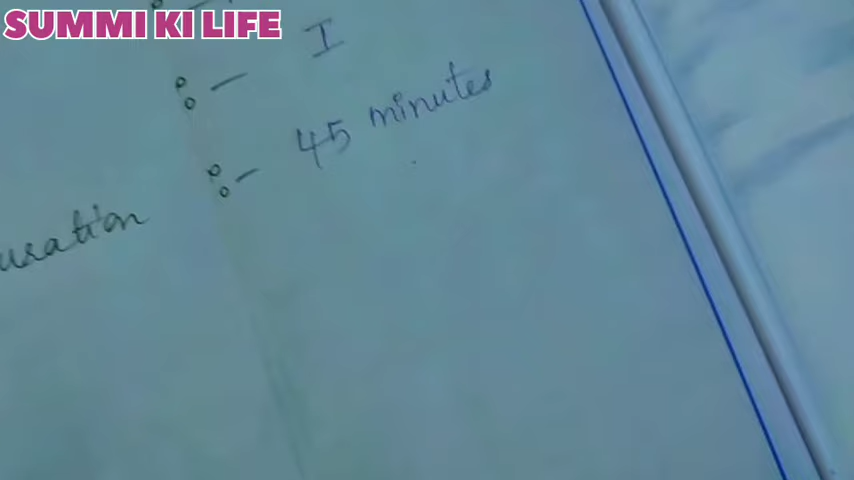 SUMMI KI LIFE
:- I
uration :- 45 minutes